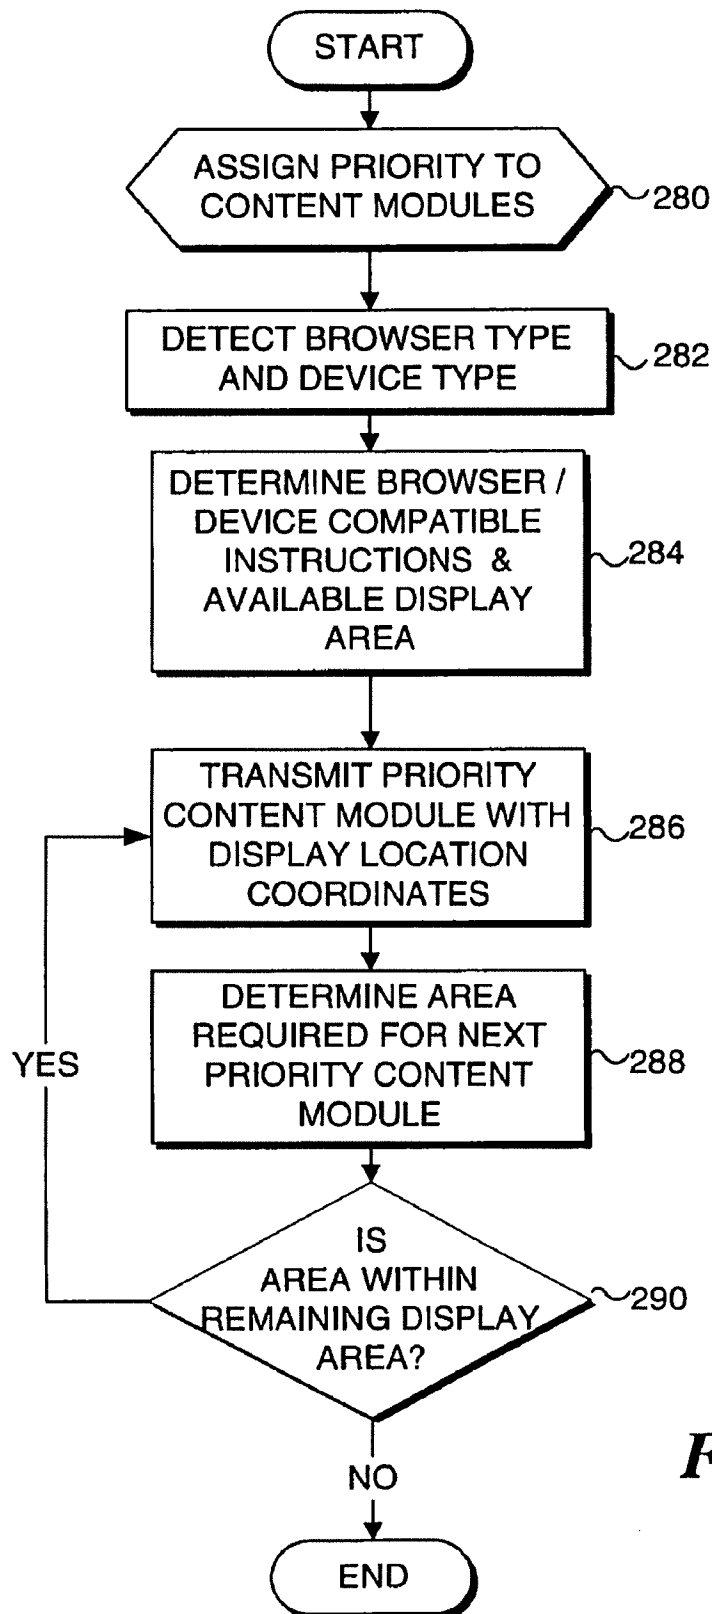 START
ASSIGN PRIORITY TO
CONTENT MODULES
280
DETECT BROWSER TYPE
AND DEVICE TYPE
282
DETERMINE BROWSER /
DEVICE COMPATIBLE
INSTRUCTIONS &
AVAILABLE DISPLAY
AREA
284
TRANSMIT PRIORITY
CONTENT MODULE WITH
DISPLAY LOCATION
COORDINATES
286
DETERMINE AREA
REQUIRED FOR NEXT
PRIORITY CONTENT
MODULE
288
YES
IS
AREA WITHIN
REMAINING DISPLAY
AREA?
290
F
NO
END